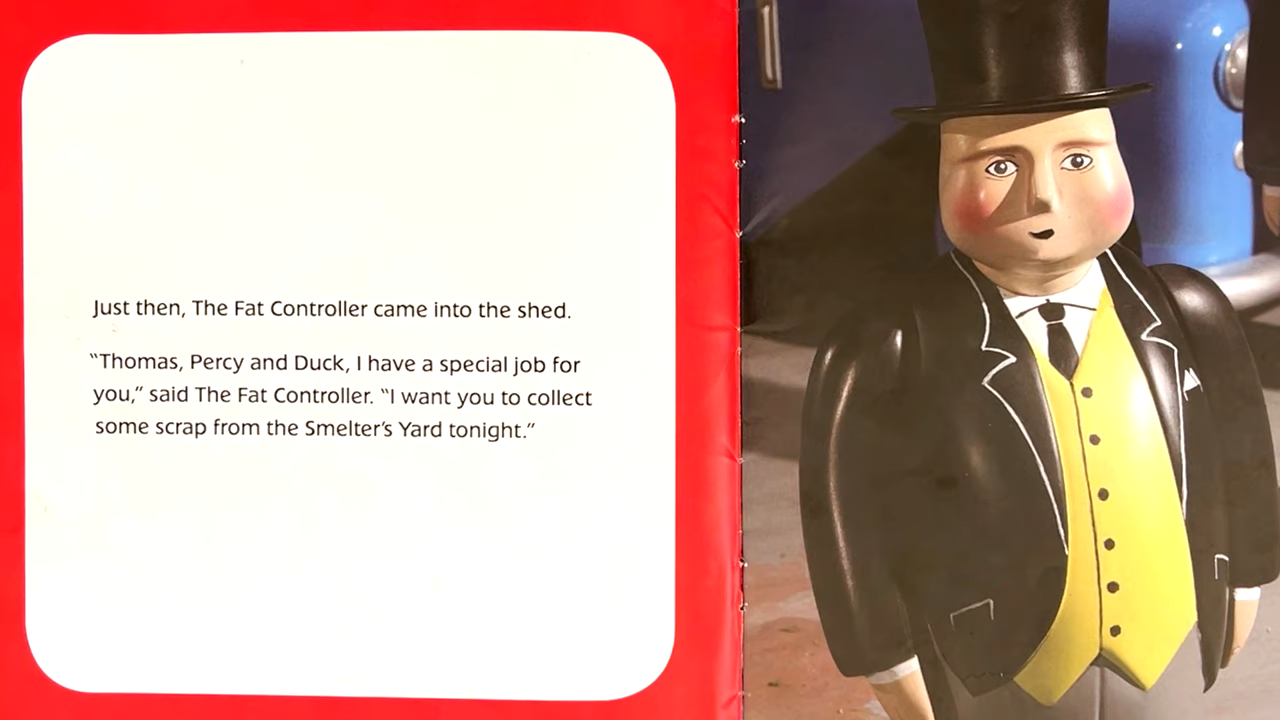 Just then, The Fat Controller came into the shed.
“Thomas, Percy and Duck, I have a special job for
you,” said The Fat Controller. “I want you to collect
some scrap from the Smelter’s Yard tonight.”